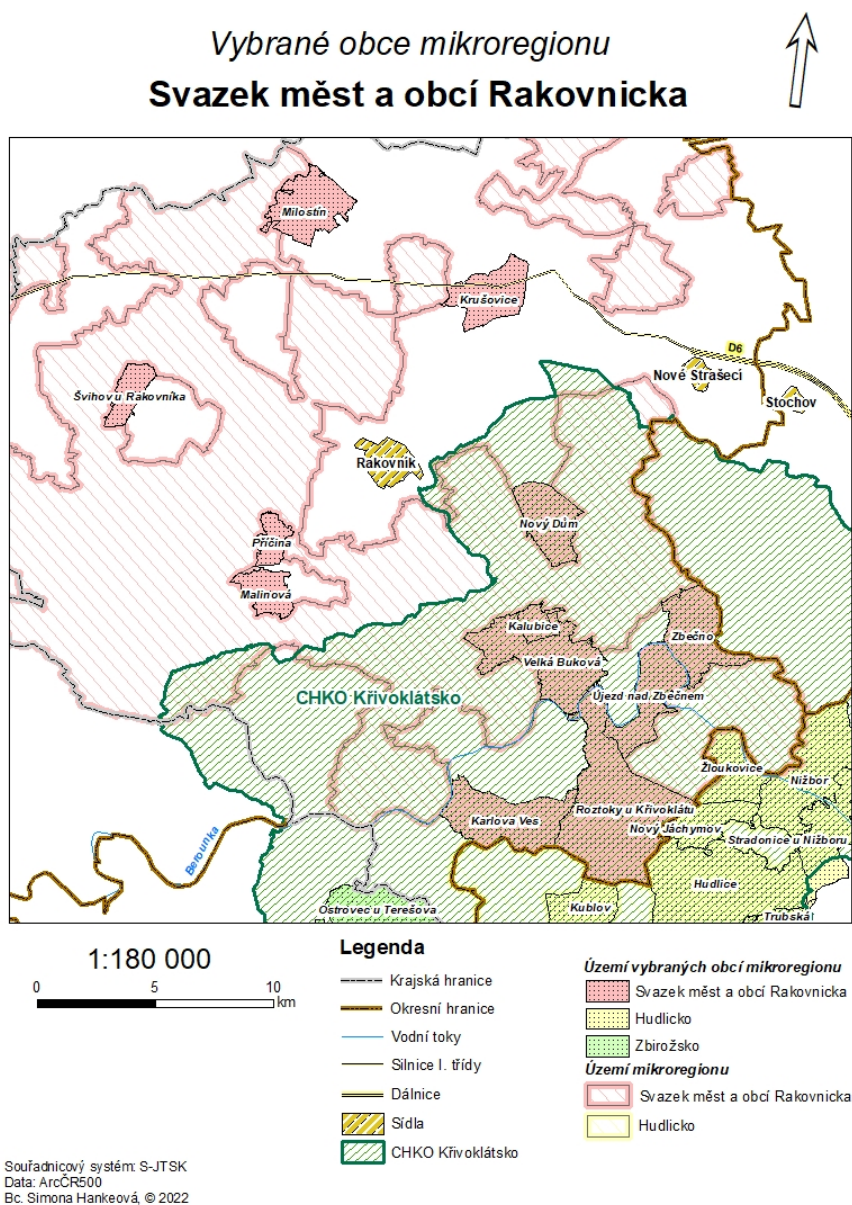 Vybrané obce mikroregionu
Svazek měst a obcí Rakovnicka
Milostín
Krušovice
D6
Nové Strašecí
Stochov
Švihov u Rakovníka
Rakovník
Nový Dům
Příčina
Malinová
Kalubice
Zbečno
Velká Buková
Újezd nad Zbečnem
CHKO Křivoklátsko
Žloukovice
Nižbor
Roztoky u Křivoklátu
Karlova Ves
Nový Jáchymov
Stradonice u Nižboru
Berounka
Hudlice
Ostrovec u Terešova
Kublov
Trubská
1:180 000
0 5 10
km
Legenda
Krajská hranice
Okresní hranice
Vodní toky
Silnice I. třídy
Dálnice
Sídla
CHKO Křivoklátsko
Území vybraných obcí mikroregionu
Svazek měst a obcí Rakovnicka
Hudlicko
Zbirožsko
Území mikroregionu
Svazek měst a obcí Rakovnicka
Hudlicko
Souřadnicový systém: S-JTSK
Data: ArcČR500
Bc. Simona Hankeová, © 2022